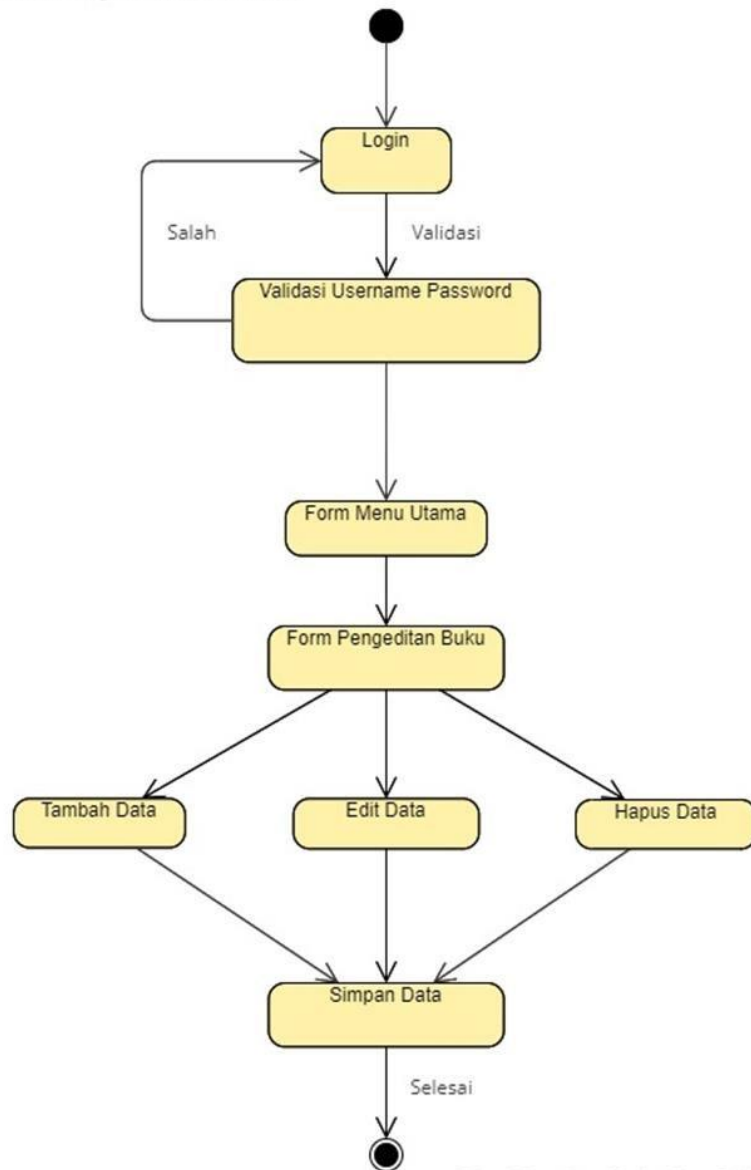 Login
Salah
Validasi
Validasi Username Password
Form Menu Utama
Form Pengeditan Buku
Tambah Data
Edit Data
Hapus Data
Simpan Data
Selesai